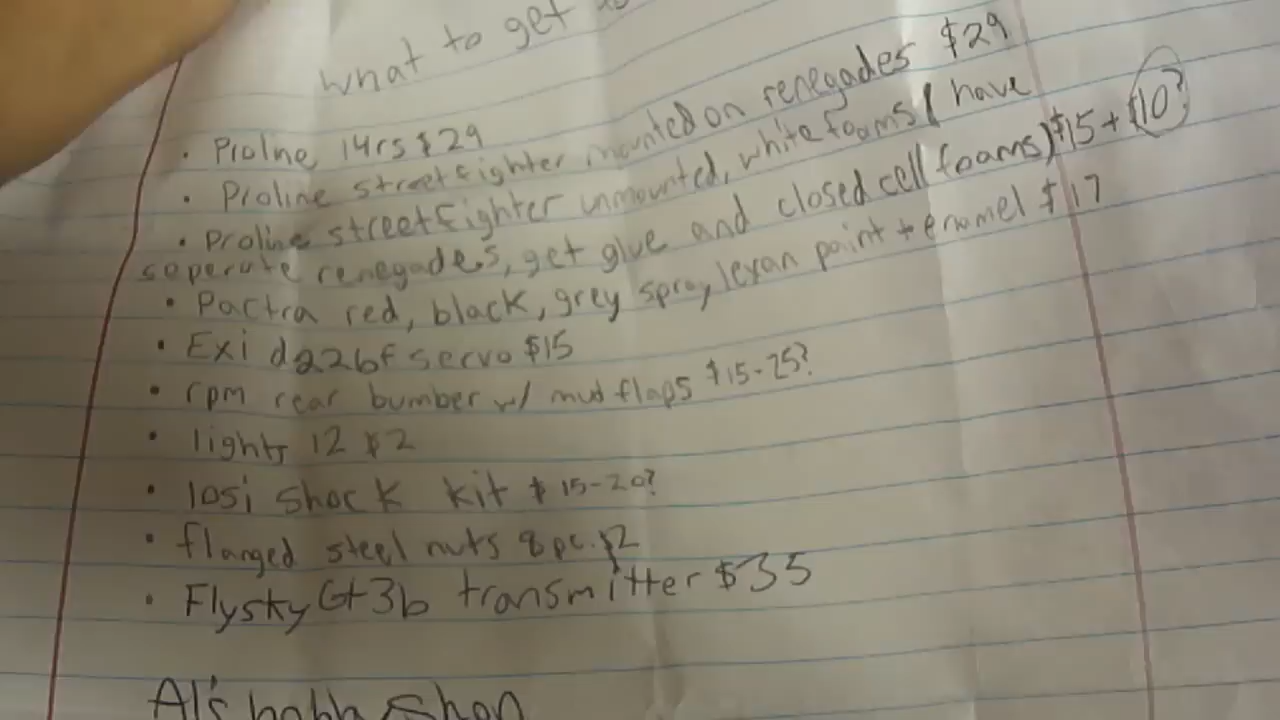 what to get
• Prolne 14rs $29
• Proline streetfighter mounted on renegades $29
• Proline streetfighter unmounted, white foams (I have
seperate renegades, get glue and closed cell foams) $15 + $10?
• Pactra red, black, grey spray lexan paint + enamel $17
• Exi d226f servo $15
• rpm rear bumber w/ mud flaps $15-25?
• lights 12 $2
• losi shock kit $15-20?
• flanged steel nuts 8pc. $2
• Flysky Gt3b transmitter $35
Al's hobby shop